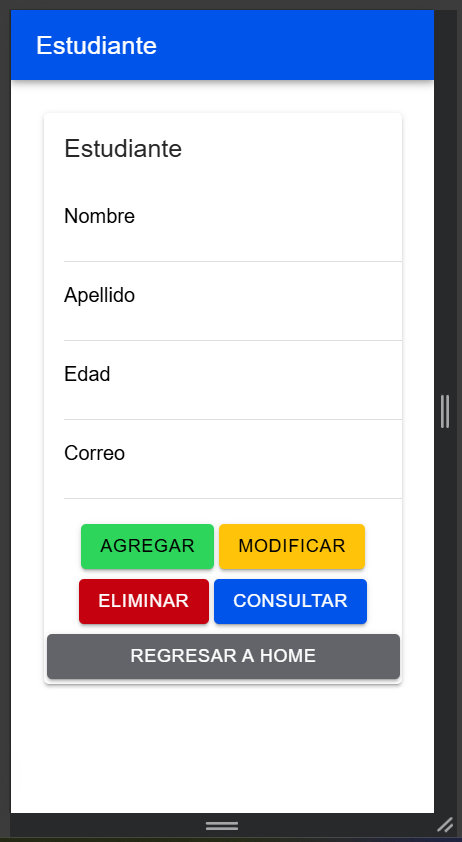 Estudiante
Estudiante
Nombre
Apellido
Edad
Correo
AGREGAR MODIFICAR
ELIMINAR CONSULTAR
REGRESAR A HOME